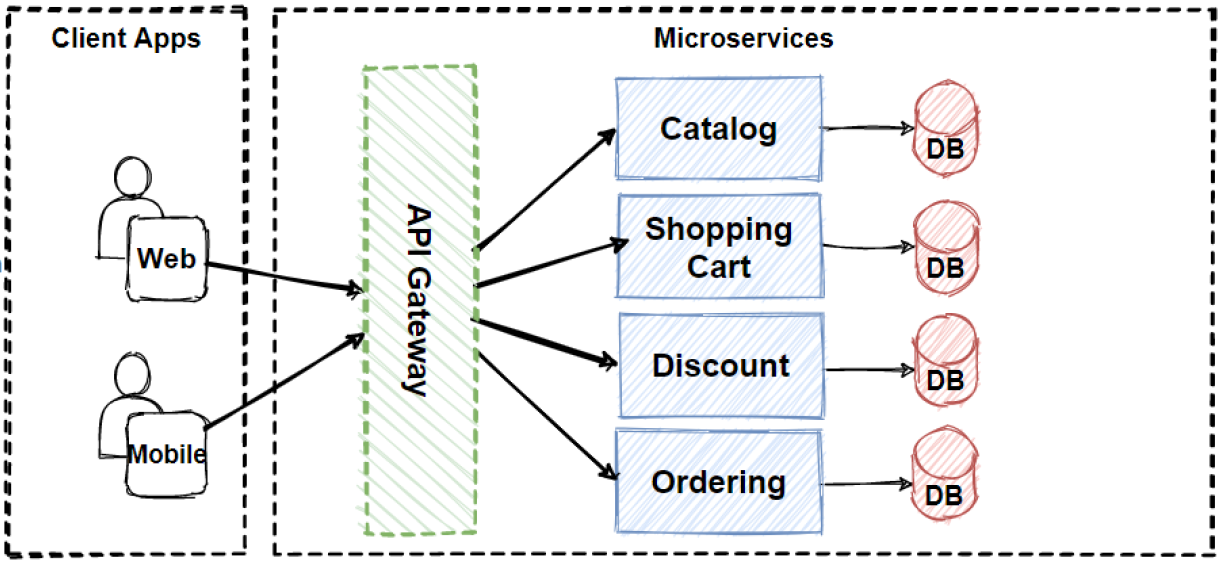 Client Apps
Microservices
Web
Mobile
API Gateway
Catalog
DB
Shopping
Cart
DB
Discount
DB
Ordering
DB